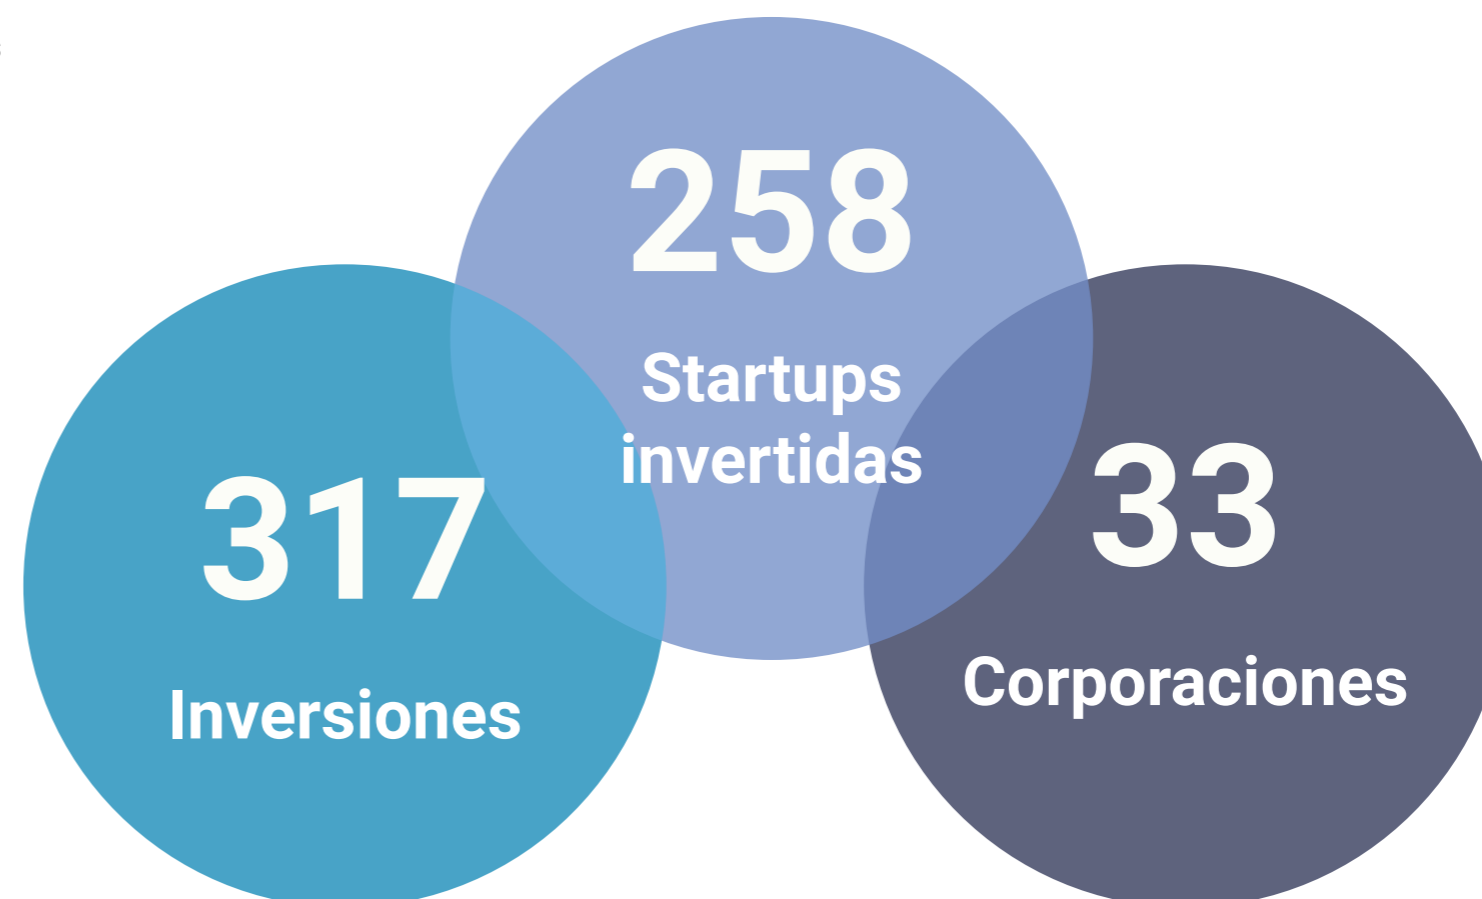 258
Startups
invertidas
317
Inversiones
33
Corporaciones